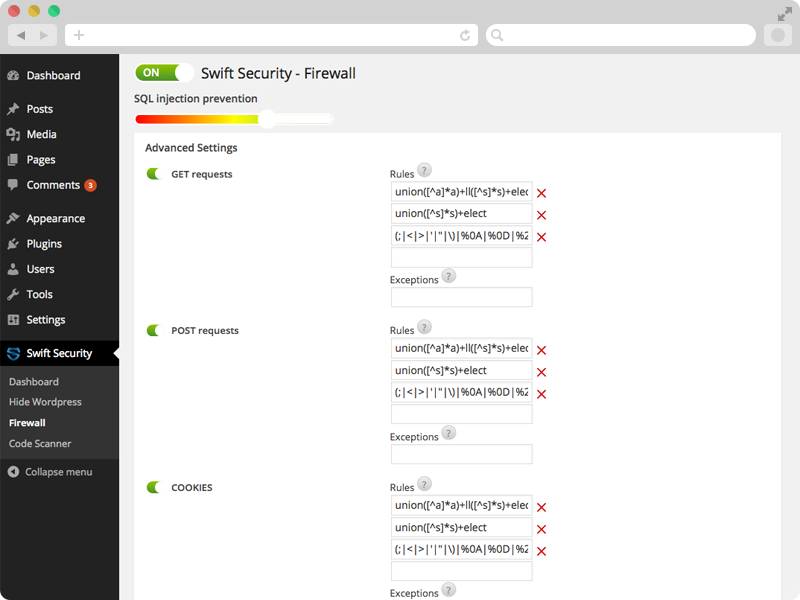 Dashboard
Posts
Media
Pages
Comments 3
Appearance
Plugins
Users
Tools
Settings
Swift Security
Dashboard
Hide Wordpress
Firewall
Code Scanner
Collapse menu
ON Swift Security - Firewall
SQL injection prevention
Advanced Settings
GET requests
Rules ?
union([^a]*a)+ll([^s]*s)+elec
union([^s]*s)+elect
(;|<|>|'|"|\)|%0A|%0D|%2
Exceptions ?
POST requests
Rules ?
union([^a]*a)+ll([^s]*s)+elec
union([^s]*s)+elect
(;|<|>|'|"|\)|%0A|%0D|%2
Exceptions ?
COOKIES
Rules ?
union([^a]*a)+ll([^s]*s)+elec
union([^s]*s)+elect
(;|<|>|'|"|\)|%0A|%0D|%2
Exceptions ?